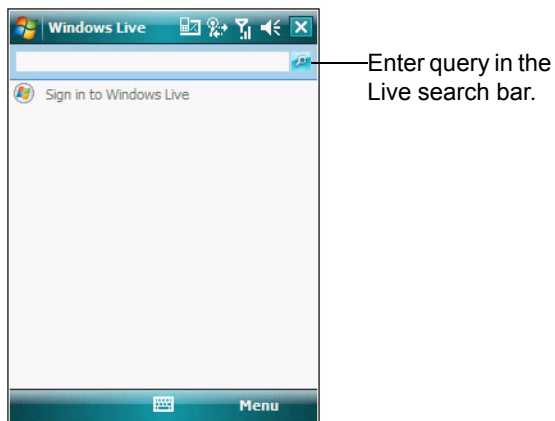 Windows Live
Enter query in the
Live search bar.
Sign in to Windows Live
Menu